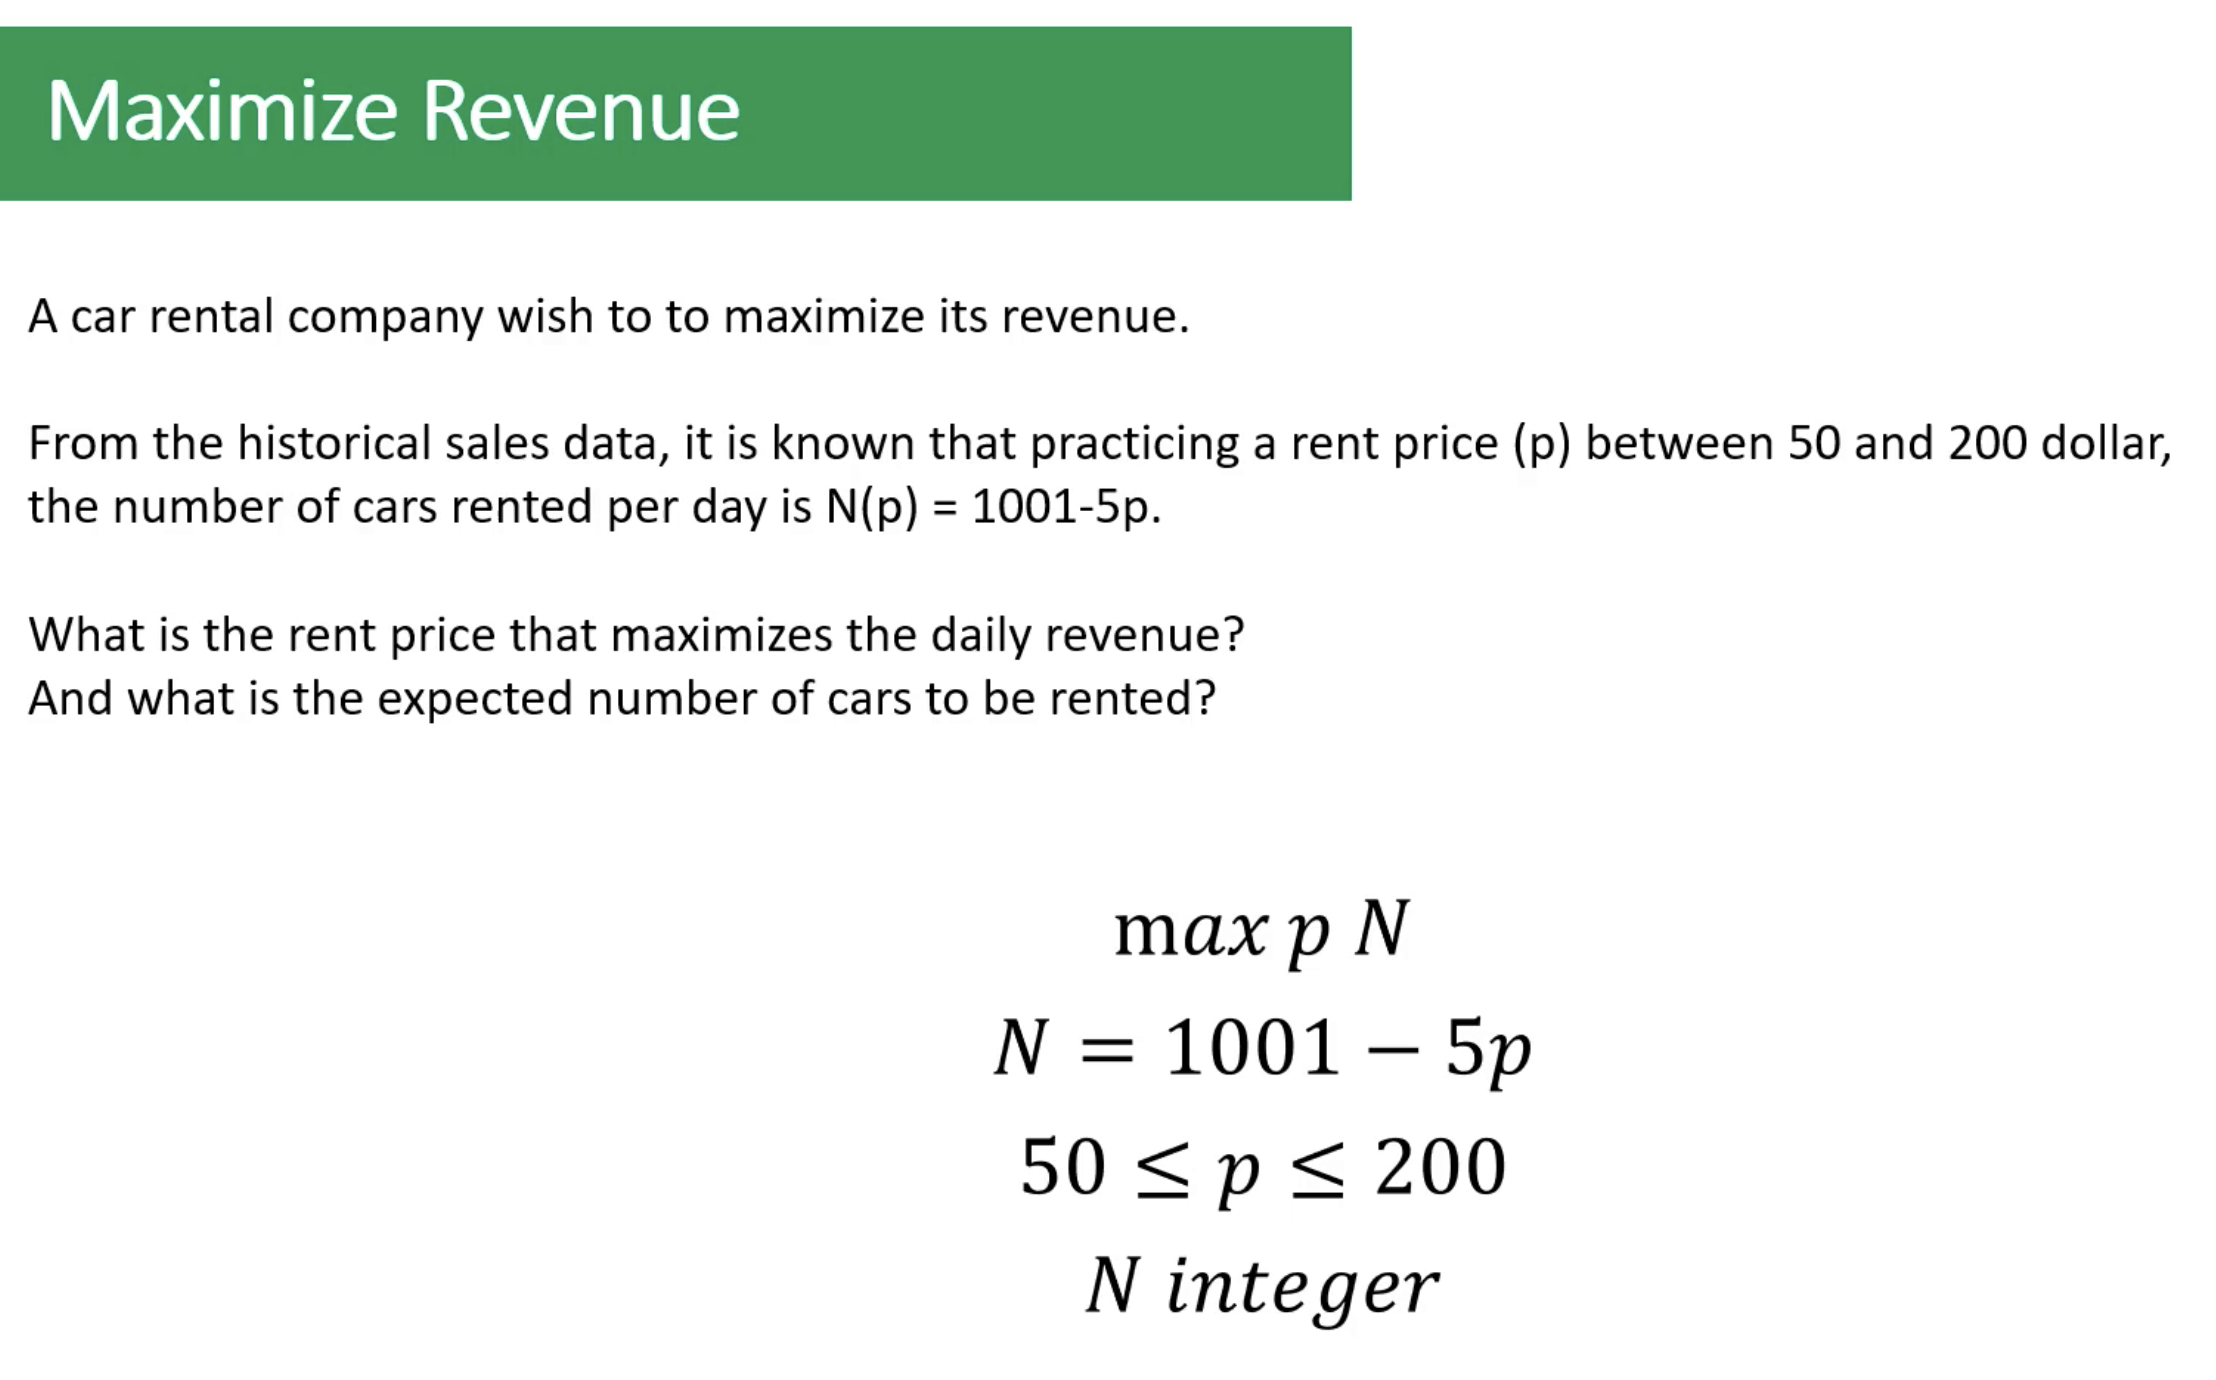 Maximize Revenue
A car rental company wish to to maximize its revenue.
From the historical sales data, it is known that practicing a rent price (p) between 50 and 200 dollar,
the number of cars rented per day is N(p) = 1001-5p.
What is the rent price that maximizes the daily revenue?
And what is the expected number of cars to be rented?
max p N
N = 1001 − 5p
50 ≤ p ≤ 200
N integer